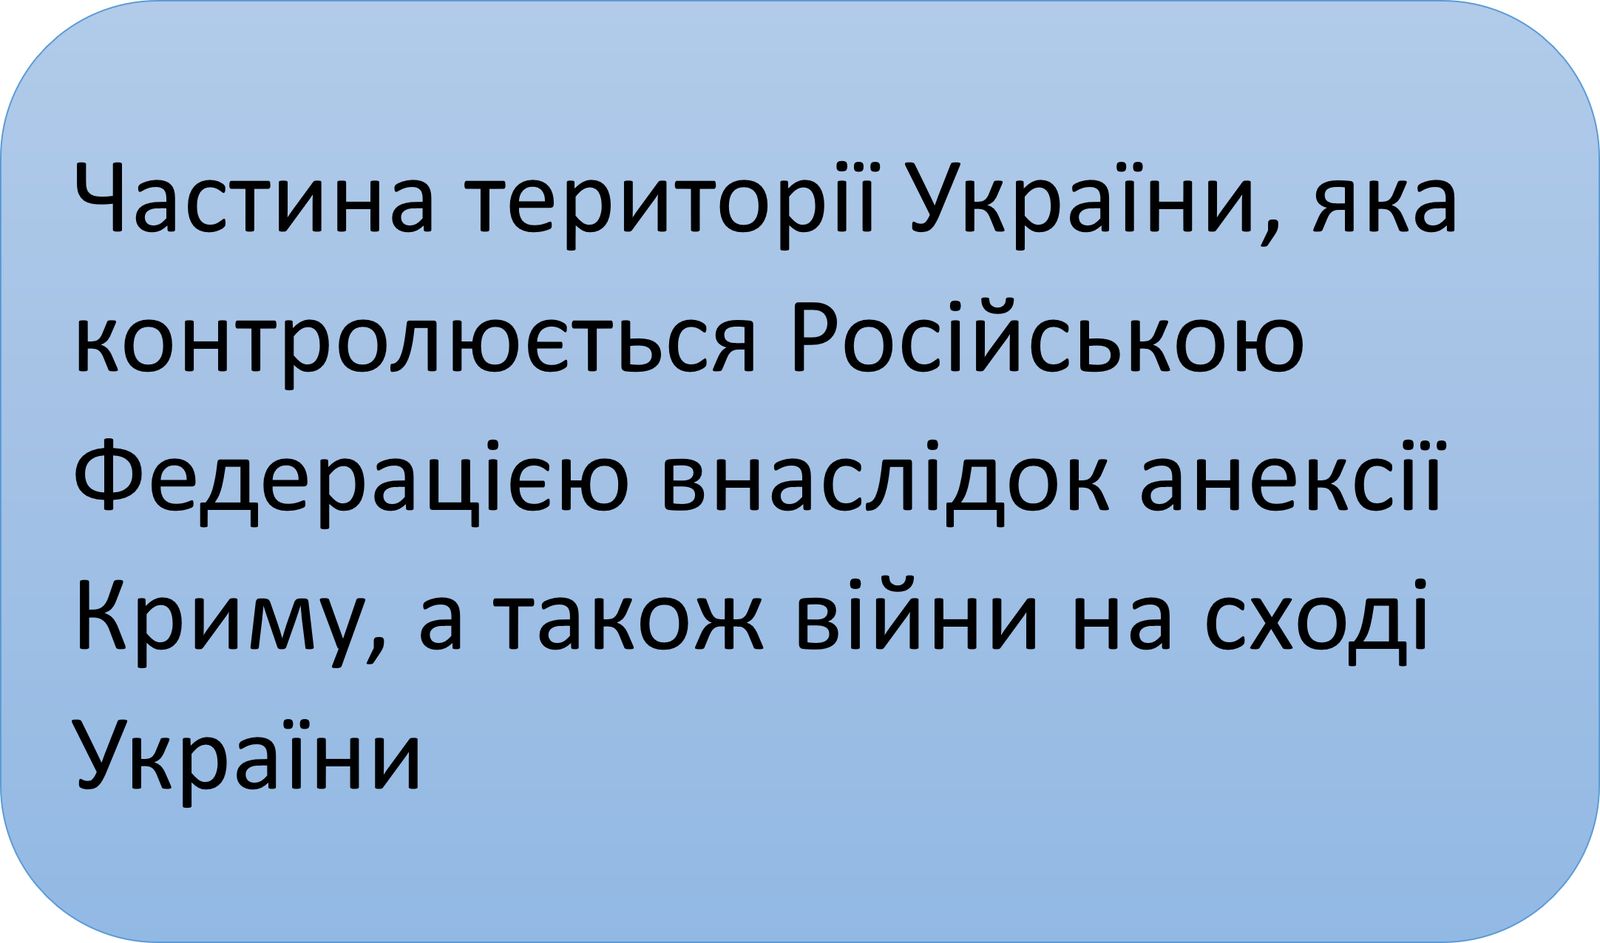 Частина території України, яка
контролюється Російською
Федерацією внаслідок анексії
Криму, а також війни на сході
України